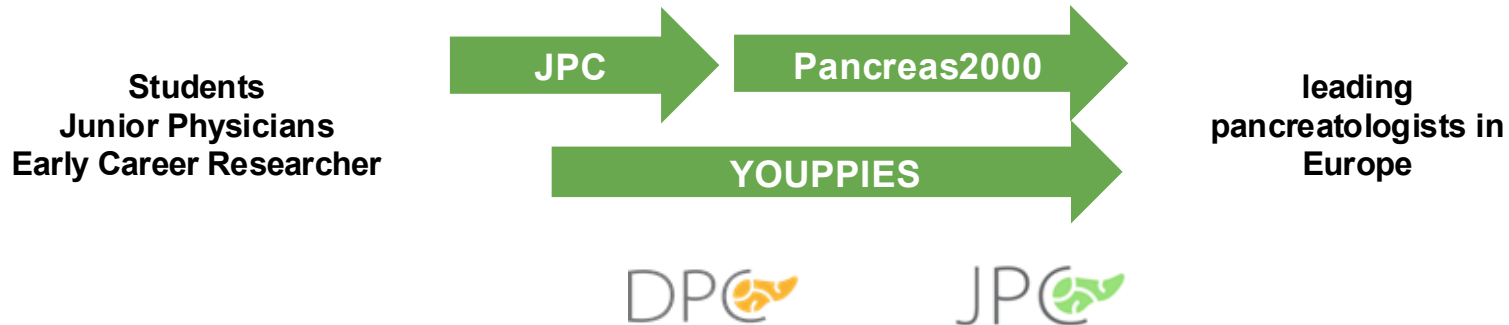 Students
Junior Physicians
Early Career Researcher
JPC
Pancreas2000
YOUPPIES
leading
pancreatologists in
Europe
DPC
JPC